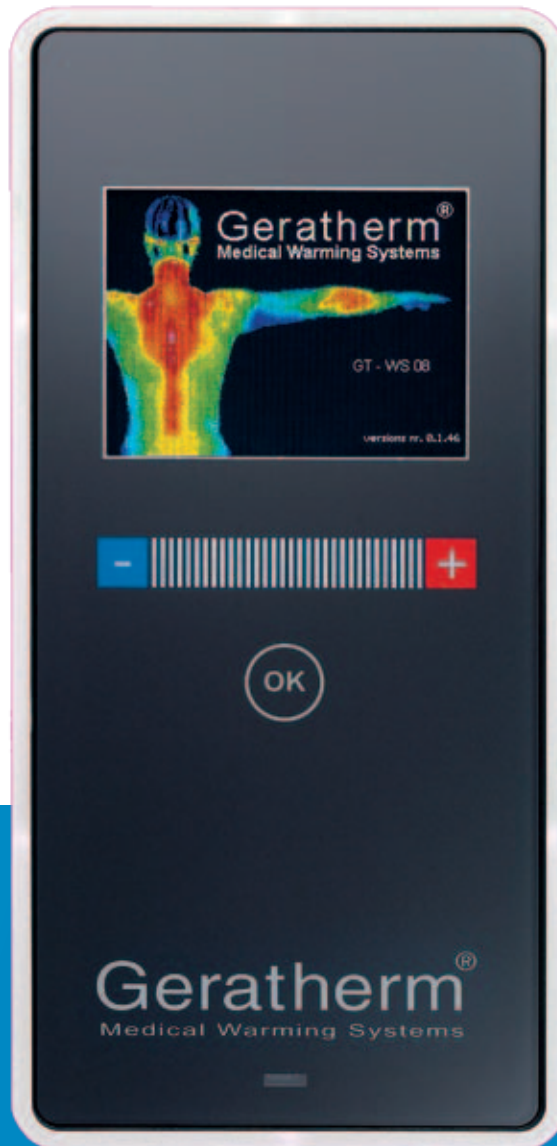 Geratherm®
Medical Warming Systems
GT - WS 08
versions nr. 0.1.46
- +
OK
Geratherm®
Medical Warming Systems